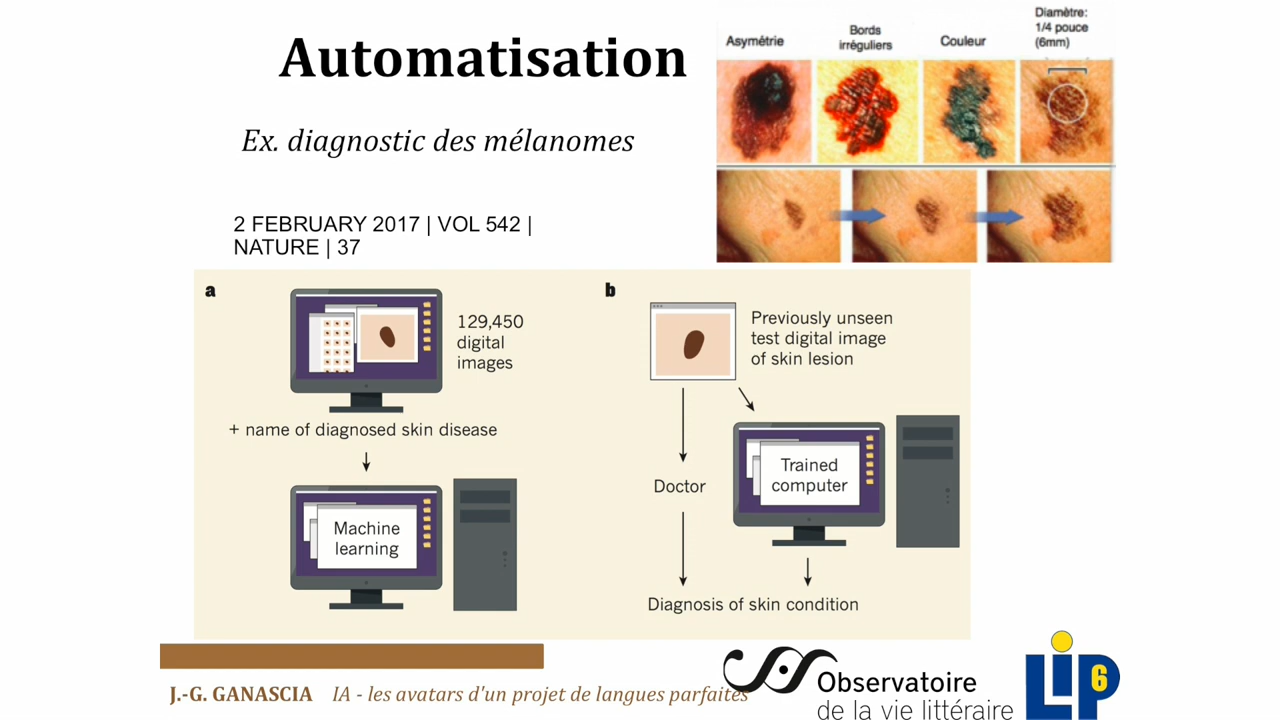 Automatisation
Ex. diagnostic des mélanomes
2 FEBRUARY 2017 | VOL 542 |
NATURE | 37
Asymétrie
Bords
irréguliers
Couleur
Diamètre:
1/4 pouce
(6mm)
a
129,450
digital
images
+ name of diagnosed skin disease
Machine
learning
b
Previously unseen
test digital image
of skin lesion
Doctor
Trained
computer
Diagnosis of skin condition
J.-G. GANASCIA IA - les avatars d'un projet de langues parfaites
Observatoire
de la vie littéraire
LIP6